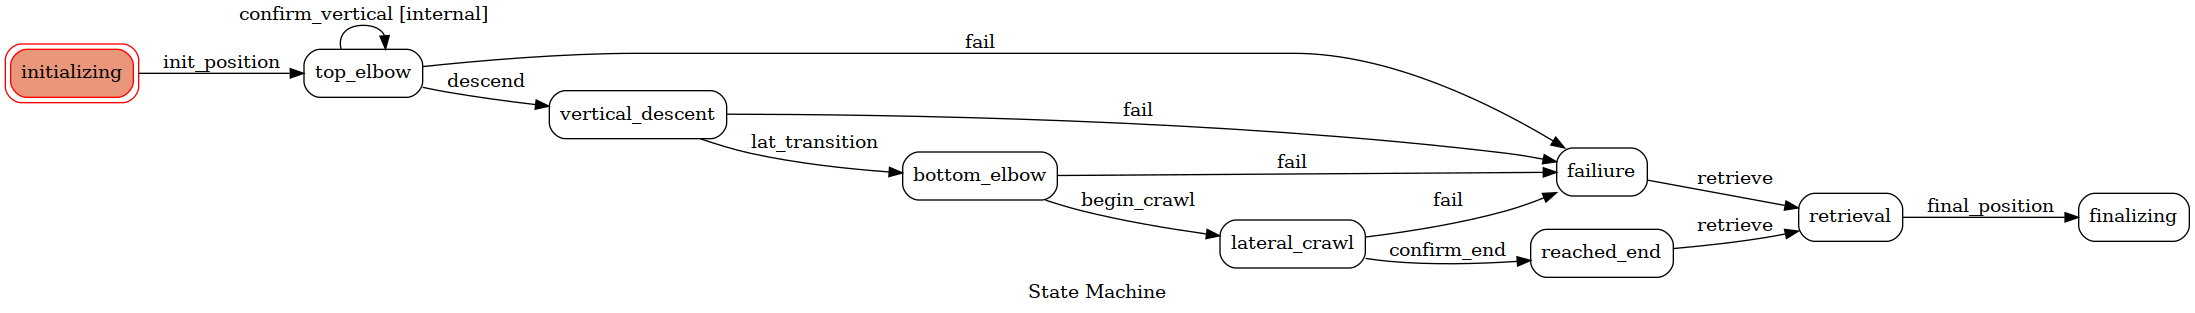 confirm_vertical [internal]
initializing
init_position
top_elbow
fail
descend
vertical_descent
fail
lat_transition
bottom_elbow
fail
begin_crawl
lateral_crawl
fail
confirm_end
failiure
reached_end
retrieve
retrieve
retrieval
final_position
finalizing
State Machine